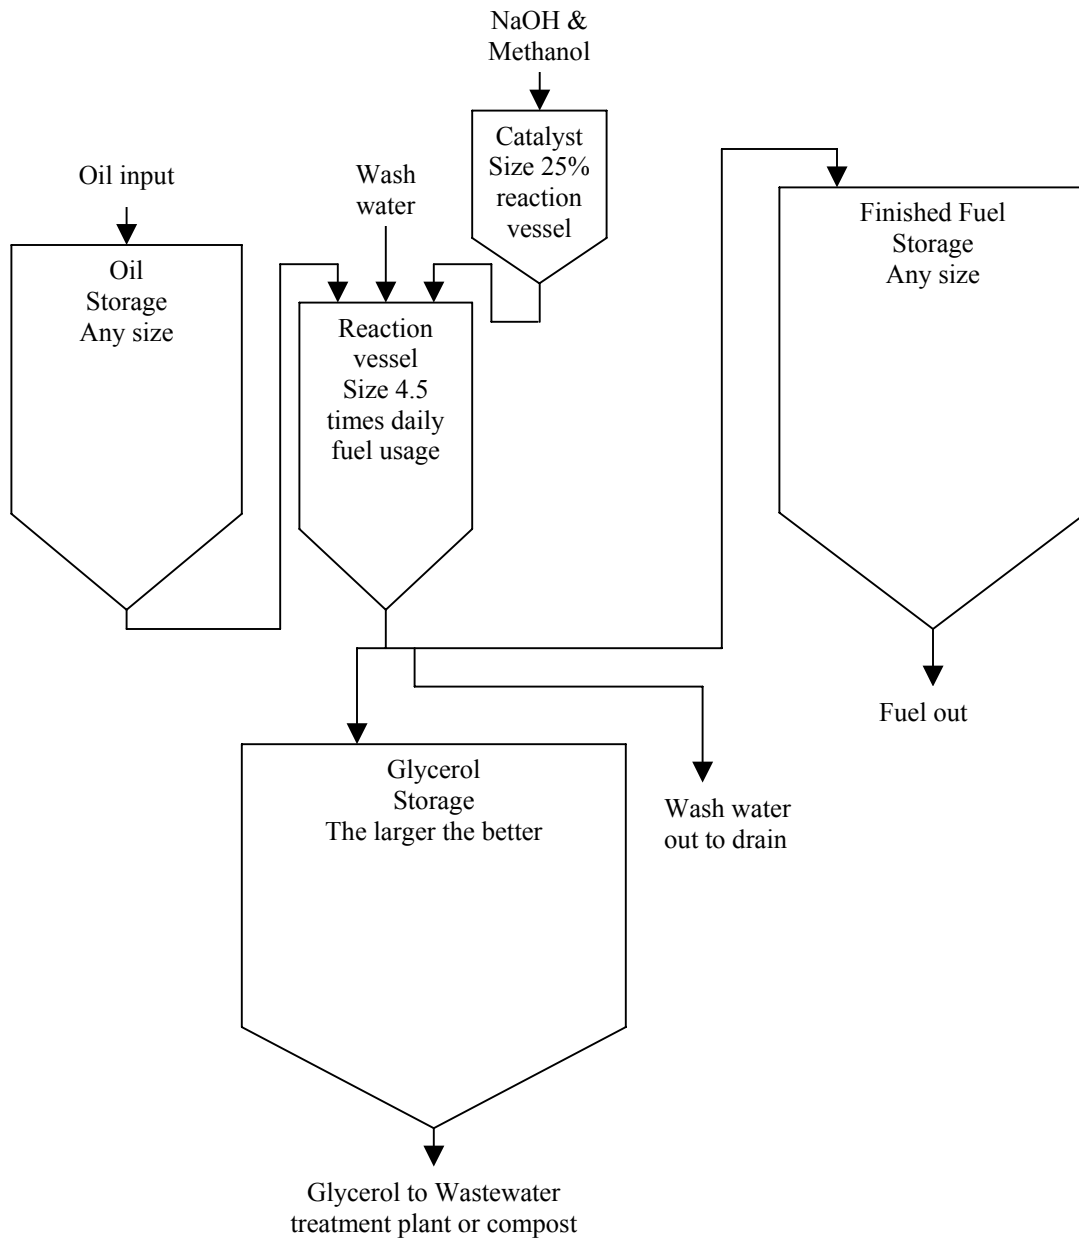 NaOH &
Methanol
Catalyst
Size 25%
reaction
vessel
Oil input
Wash
water
Finished Fuel
Storage
Any size
Oil
Storage
Any size
Reaction
vessel
Size 4.5
times daily
fuel usage
Fuel out
Glycerol
Storage
The larger the better
Wash water
out to drain
Glycerol to Wastewater
treatment plant or compost